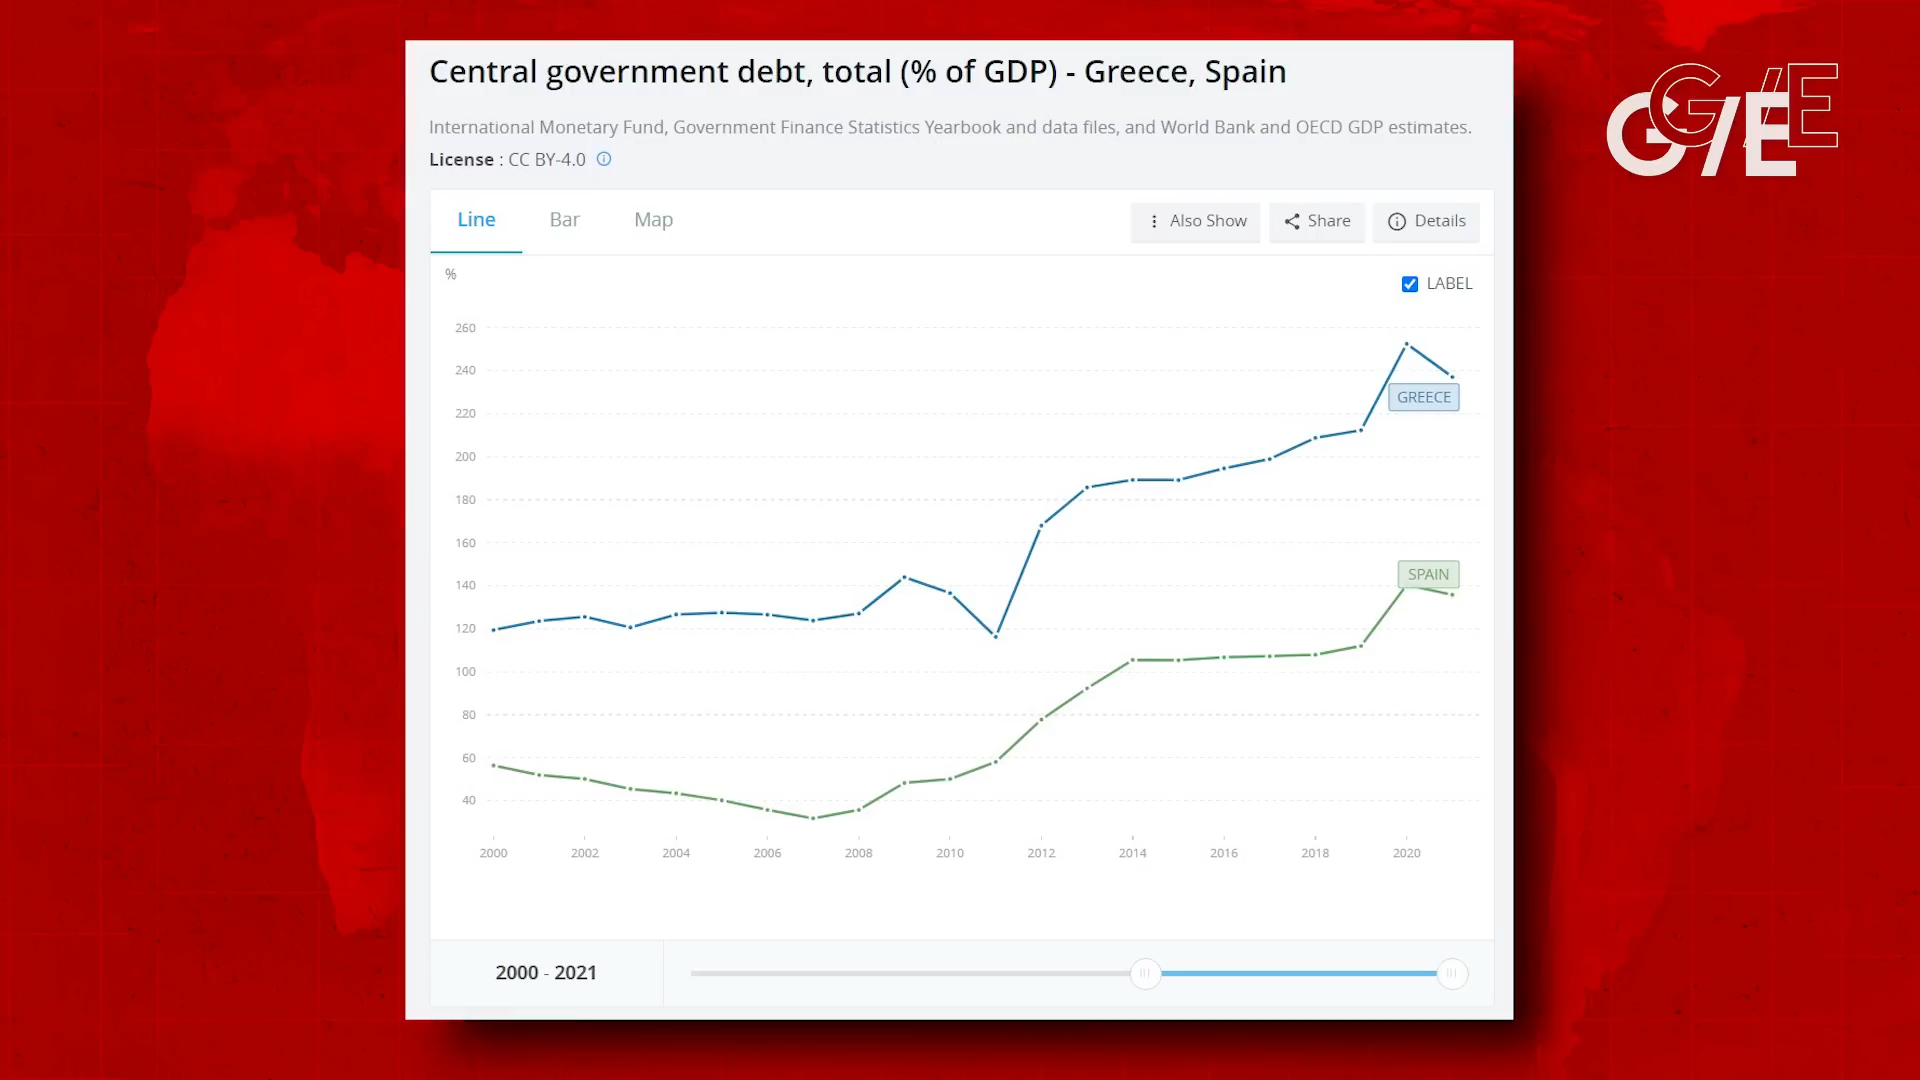 Central government debt, total (% of GDP) - Greece, Spain
G/E
G/E
International Monetary Fund, Government Finance Statistics Yearbook and data files, and World Bank and OECD GDP estimates.
License : CC BY-4.0
Line Bar Map Also Show Share Details
%
LABEL
260
240
GREECE
220
200
180
160
SPAIN
140
120
100
80
60
40
2000 2002 2004 2006 2008 2010 2012 2014 2016 2018 2020
2000 - 2021